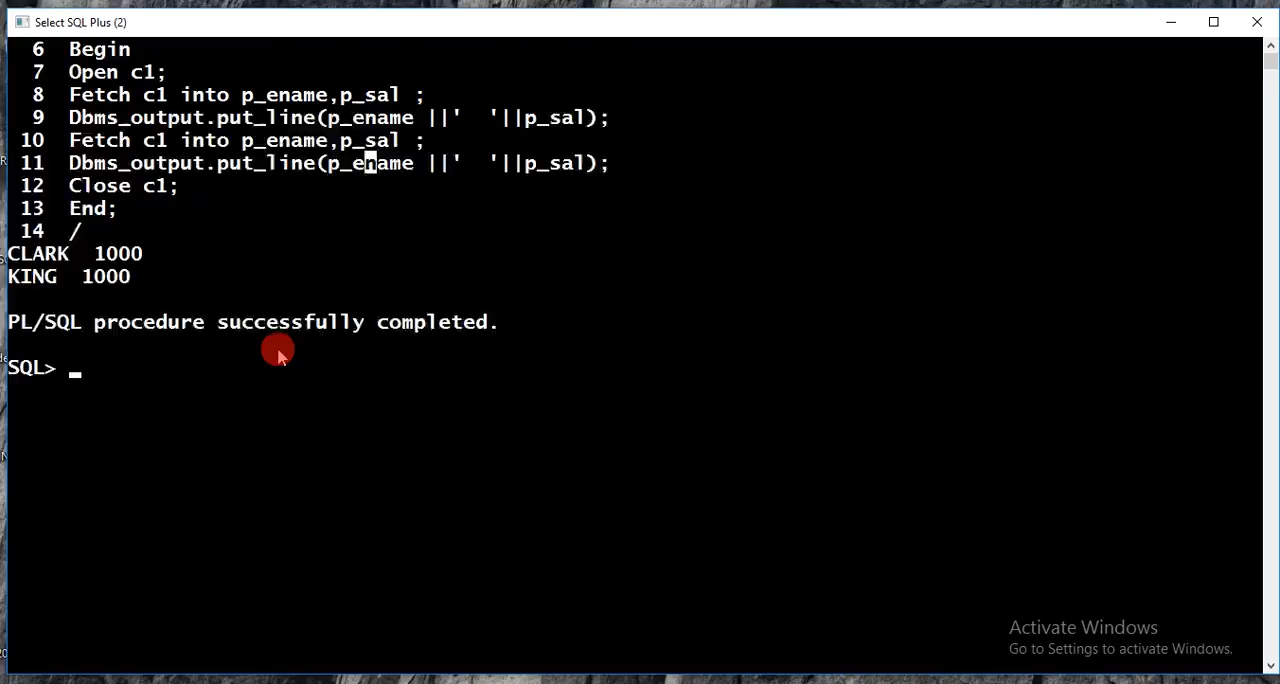 Select SQL Plus (2)
6 Begin
7 Open c1;
8 Fetch c1 into p_ename,p_sal ;
9 Dbms_output.put_line(p_ename ||'  '||p_sal);
10 Fetch c1 into p_ename,p_sal ;
11 Dbms_output.put_line(p_ename ||'  '||p_sal);
12 Close c1;
13 End;
14 /
CLARK  1000
KING  1000
PL/SQL procedure successfully completed.
SQL> _
Activate Windows
Go to Settings to activate Windows.